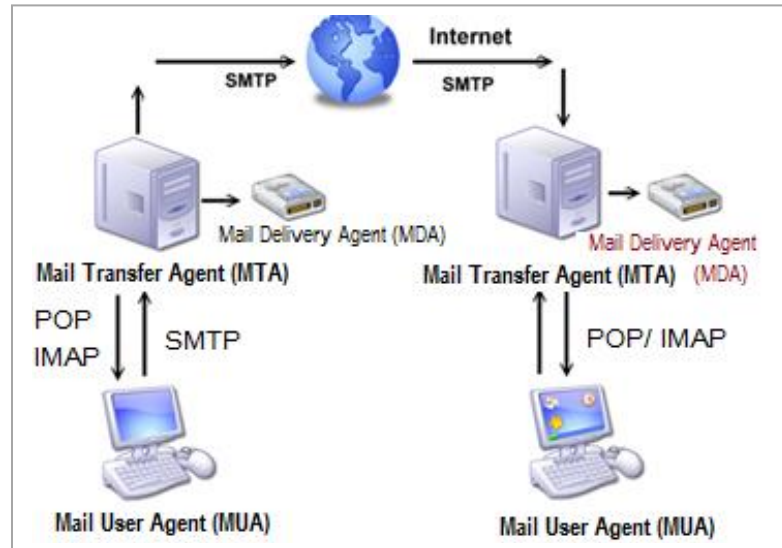 Internet
SMTP
SMTP
Mail Delivery Agent (MDA)
Mail Transfer Agent (MTA)
Mail Delivery Agent
(MDA)
Mail Transfer Agent (MTA)
POP
IMAP
SMTP
POP/ IMAP
Mail User Agent (MUA)
Mail User Agent (MUA)